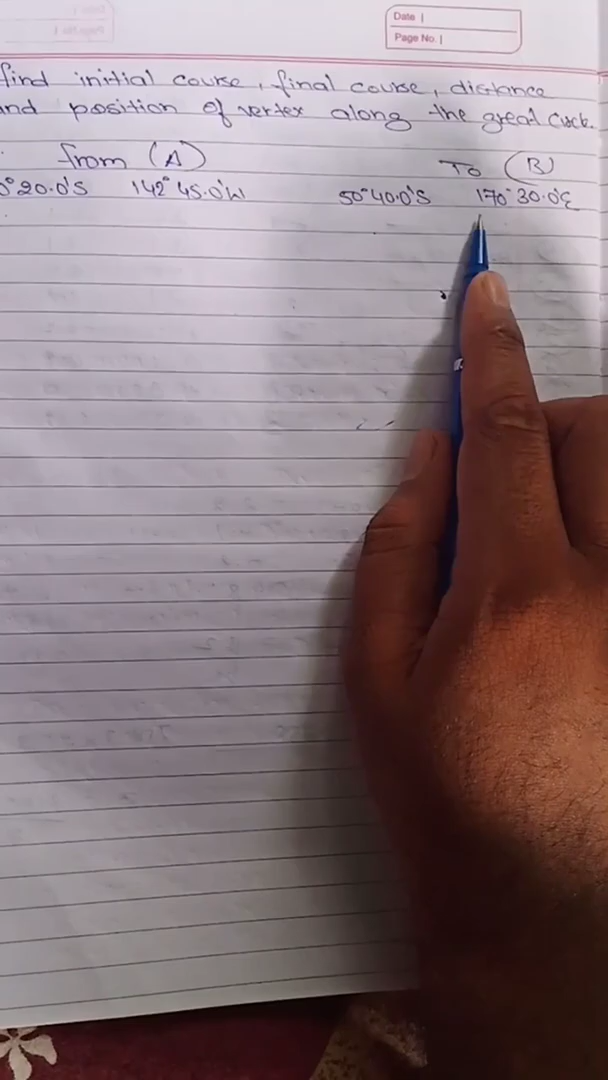 Date |
Page No. |
find initial course, final course, distance
and position of vertex along the great circle.
from (A) To (B)
0°20.0'S 142°45.0'W 50°40.0'S 170°30.0'E